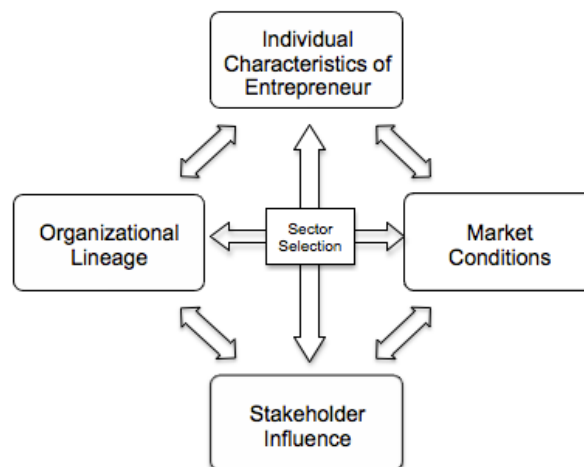 Individual
Characteristics of
Entrepreneur
Organizational
Lineage
Sector
Selection
Market
Conditions
Stakeholder
Influence